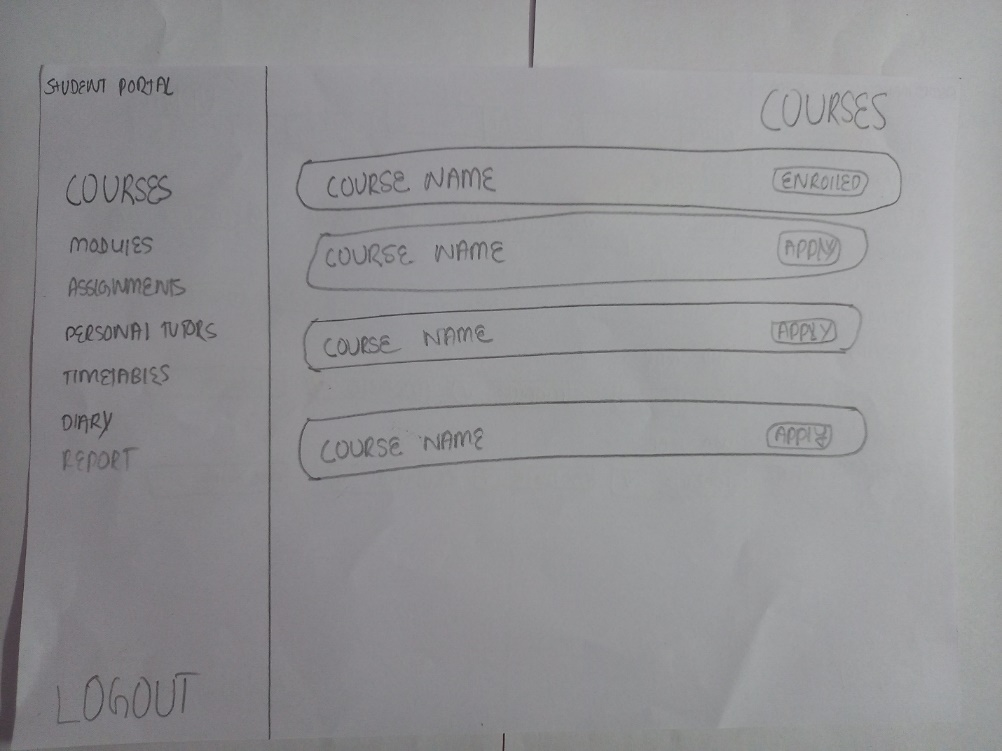 STUDENT PORTAL
COURSES
MODULES
ASSIGNMENTS
PERSONAL TUTORS
TIMETABLES
DIARY
REPORT
LOGOUT
COURSES
COURSE NAME ENROLLED
COURSE NAME APPLY
COURSE NAME APPLY
COURSE NAME APPLY